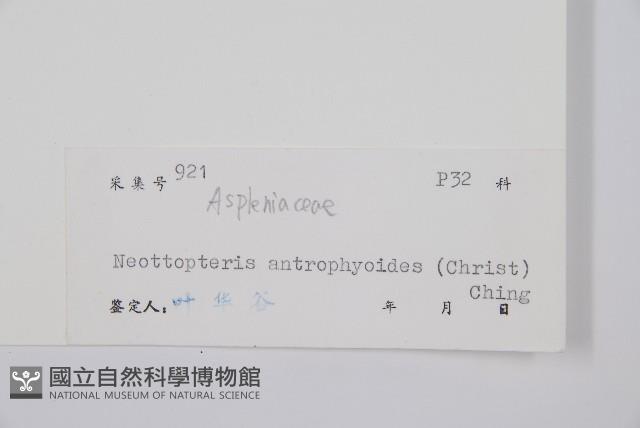 采集号 921 P32 科
Aspleniaceae
Neottopteris antrophyoides (Christ)
Ching
鉴定人: 叶华谷 年 月 日
國立自然科學博物館
NATIONAL MUSEUM OF NATURAL SCIENCE